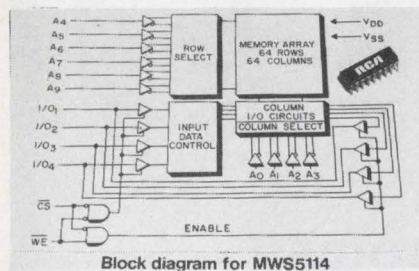 A4
A5
A6
A7
A8
A9
ROW
SELECT
MEMORY ARRAY
64 ROWS
64 COLUMNS
VDD
VSS
RCA
I/O1
I/O2
I/O3
I/O4
INPUT
DATA
CONTROL
COLUMN
I/O CIRCUITS
COLUMN SELECT
A0 A1 A2 A3
CS
WE
ENABLE
Block diagram for MWS5114